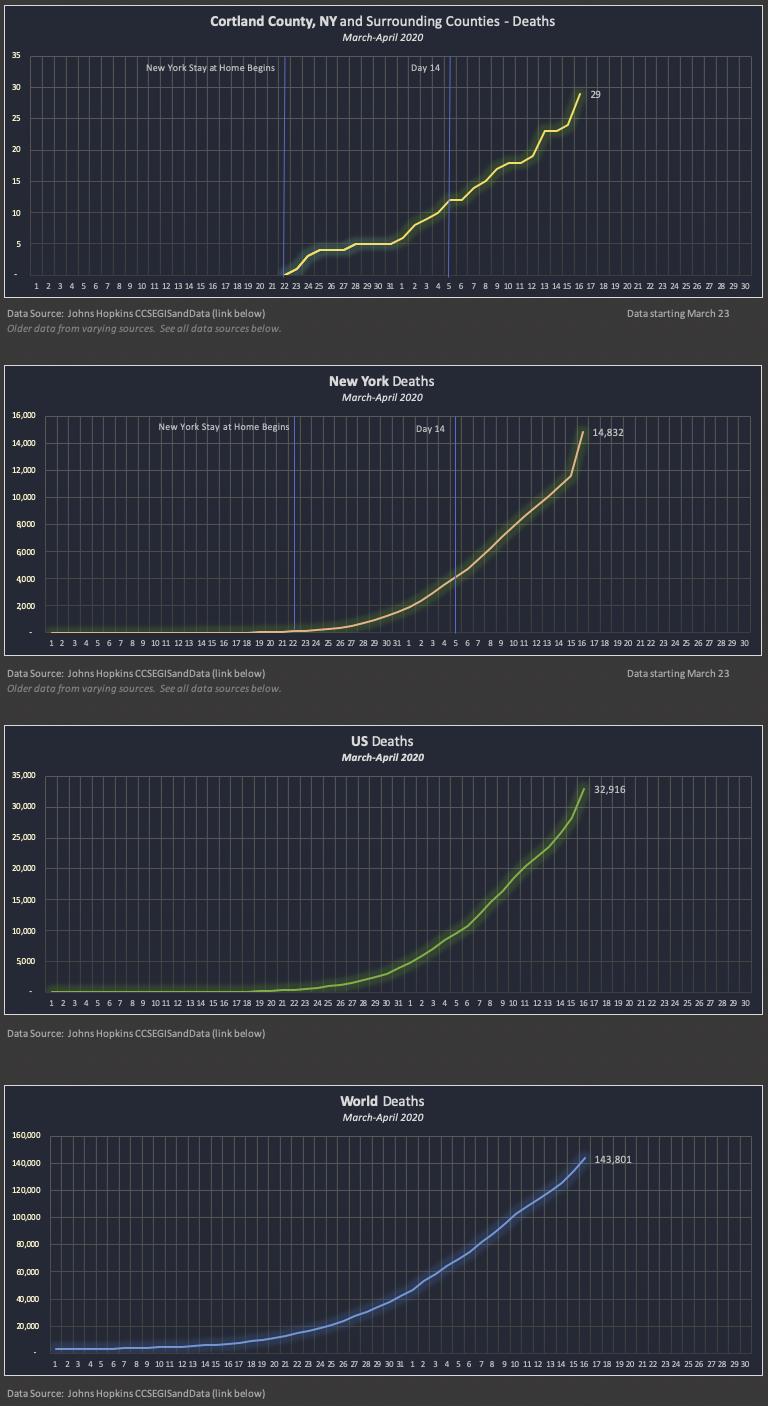 Cortland County, NY and Surrounding Counties - Deaths
March-April 2020
35
New York Stay at Home Begins
Day 14
30
29
25
20
15
10
5
-
1 2 3 4 5 6 7 8 9 10 11 12 13 14 15 16 17 18 19 20 21 22 23 24 25 26 27 28 29 30 31 1 2 3 4 5 6 7 8 9 10 11 12 13 14 15 16 17 18 19 20 21 22 23 24 25 26 27 28 29 30
Data Source: Johns Hopkins CCSEGISandData (link below)
Data starting March 23
Older data from varying sources. See all data sources below.
New York Deaths
March-April 2020
16,000
New York Stay at Home Begins
Day 14
14,832
14,000
12,000
10,000
8,000
6,000
4,000
2,000
-
1 2 3 4 5 6 7 8 9 10 11 12 13 14 15 16 17 18 19 20 21 22 23 24 25 26 27 28 29 30 31 1 2 3 4 5 6 7 8 9 10 11 12 13 14 15 16 17 18 19 20 21 22 23 24 25 26 27 28 29 30
Data Source: Johns Hopkins CCSEGISandData (link below)
Data starting March 23
Older data from varying sources. See all data sources below.
US Deaths
March-April 2020
35,000
32,916
30,000
25,000
20,000
15,000
10,000
5,000
-
1 2 3 4 5 6 7 8 9 10 11 12 13 14 15 16 17 18 19 20 21 22 23 24 25 26 27 28 29 30 31 1 2 3 4 5 6 7 8 9 10 11 12 13 14 15 16 17 18 19 20 21 22 23 24 25 26 27 28 29 30
Data Source: Johns Hopkins CCSEGISandData (link below)
World Deaths
March-April 2020
160,000
143,801
140,000
120,000
100,000
80,000
60,000
40,000
20,000
-
1 2 3 4 5 6 7 8 9 10 11 12 13 14 15 16 17 18 19 20 21 22 23 24 25 26 27 28 29 30 31 1 2 3 4 5 6 7 8 9 10 11 12 13 14 15 16 17 18 19 20 21 22 23 24 25 26 27 28 29 30
Data Source: Johns Hopkins CCSEGISandData (link below)